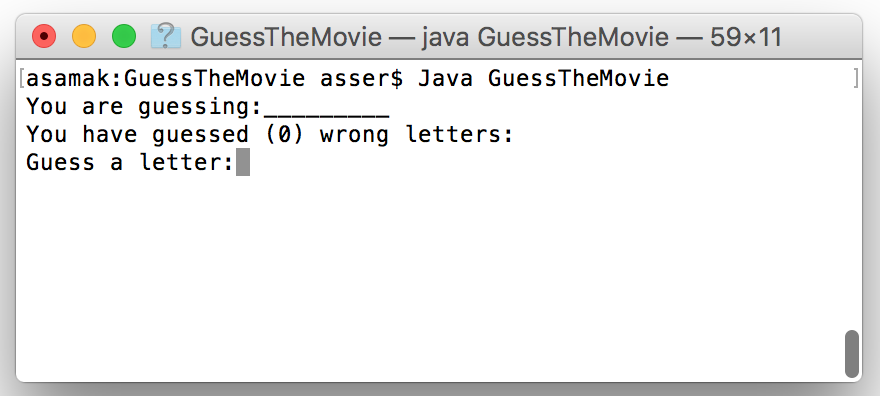 GuessTheMovie — java GuessTheMovie — 59×11
[asamak:GuessTheMovie asser$ Java GuessTheMovie ]
You are guessing:_________
You have guessed (0) wrong letters:
Guess a letter: